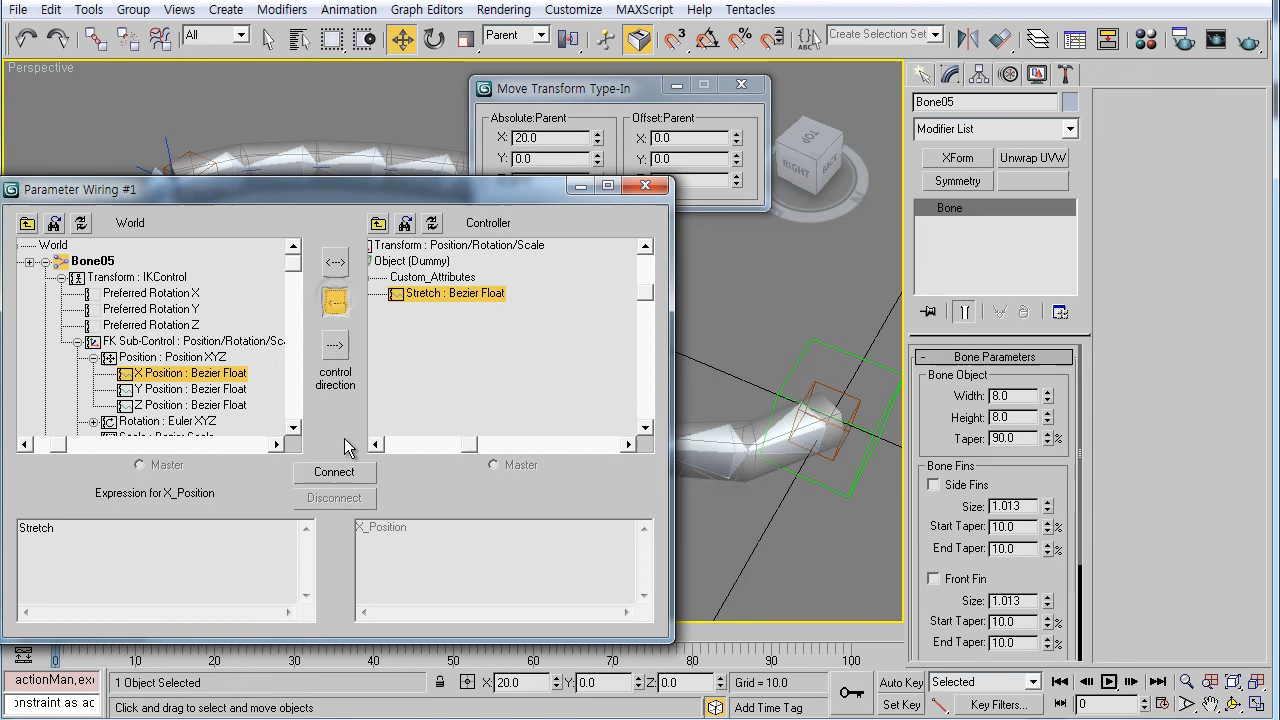 File Edit Tools Group Views Create Modifiers Animation Graph Editors Rendering Customize MAXScript Help Tentacles
All Parent 3 % ABC Create Selection Set
Perspective
Move Transform Type-In
Absolute:Parent Offset:Parent
X: 20.0 X: 0.0
Y: 0.0 Y: 0.0
TOP
RIGHT
BACK
Bone05
Modifier List
XForm Unwrap UVW
Symmetry
Bone
Parameter Wiring #1
World Controller
World
Bone05
Transform : IKControl
Preferred Rotation X
Preferred Rotation Y
Preferred Rotation Z
FK Sub-Control : Position/Rotation/Sc
Position : Position XYZ
X Position : Bezier Float
Y Position : Bezier Float
Z Position : Bezier Float
Rotation : Euler XYZ
Transform : Position/Rotation/Scale
Object (Dummy)
Custom_Attributes
Stretch : Bezier Float
<-->
<---
--->
control
direction
Master Master
Connect
Disconnect
Expression for X_Position
Stretch
X_Position
- Bone Parameters
Bone Object
Width: 8.0
Height: 8.0
Taper: 90.0 %
Bone Fins
Side Fins
Size: 1.013
Start Taper: 10.0 %
End Taper: 10.0 %
Front Fin
Size: 1.013
Start Taper: 10.0 %
End Taper: 10.0 %
0 10 20 30 40 50 60 70 80 90 100
actionMan,ex
onstraint as ac
1 Object Selected X: 20.0 Y: 0.0 Z: 0.0 Grid = 10.0
Click and drag to select and move objects Add Time Tag
Auto Key Selected
Set Key Key Filters... 0